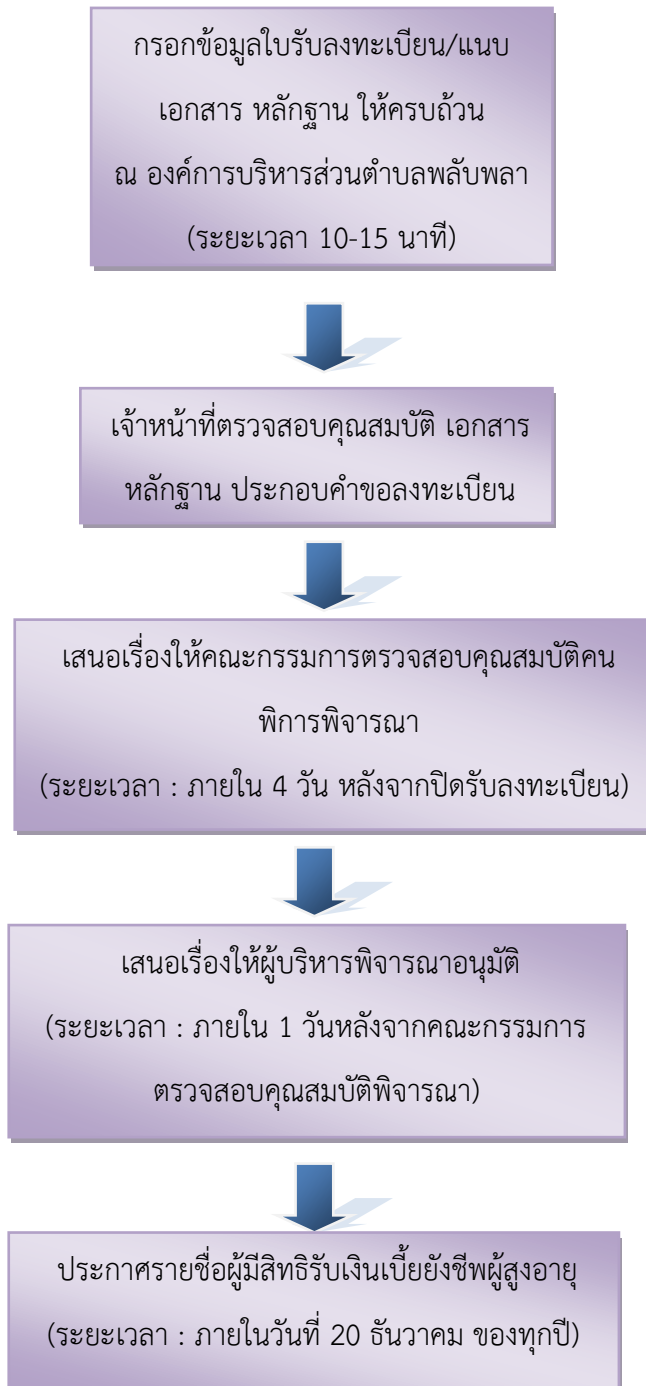 กรอกข้อมูลใบรับลงทะเบียน/แนบ
เอกสาร หลักฐาน ให้ครบถ้วน
ณ องค์การบริหารส่วนตำบลพลับพลา
(ระยะเวลา 10-15 นาที)
เจ้าหน้าที่ตรวจสอบคุณสมบัติ เอกสาร
หลักฐาน ประกอบคำขอลงทะเบียน
เสนอเรื่องให้คณะกรรมการตรวจสอบคุณสมบัติคน
พิการพิจารณา
(ระยะเวลา : ภายใน 4 วัน หลังจากปิดรับลงทะเบียน)
เสนอเรื่องให้ผู้บริหารพิจารณาอนุมัติ
(ระยะเวลา : ภายใน 1 วันหลังจากคณะกรรมการ
ตรวจสอบคุณสมบัติพิจารณา)
ประกาศรายชื่อผู้มีสิทธิรับเงินเบี้ยยังชีพผู้สูงอายุ
(ระยะเวลา : ภายในวันที่ 20 ธันวาคม ของทุกปี)